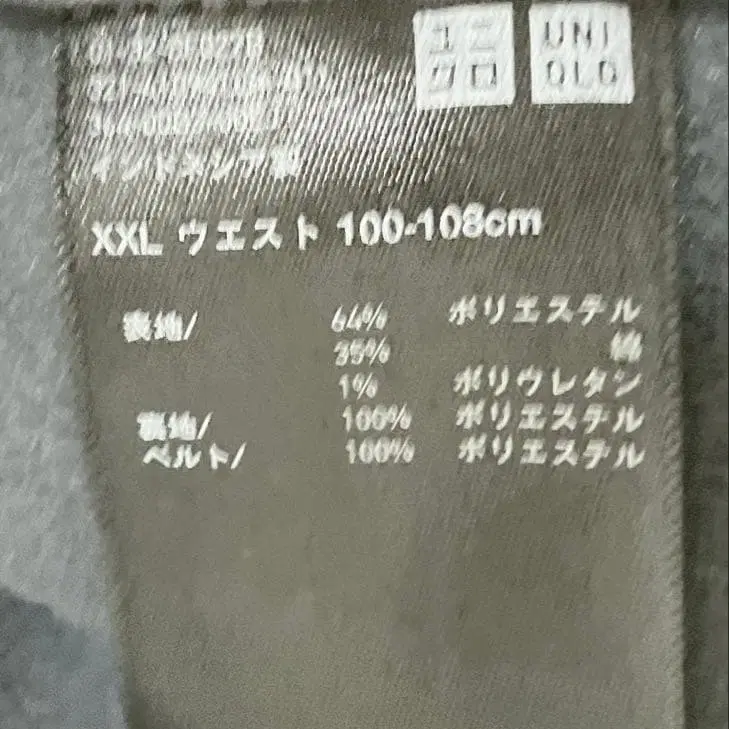 ユニ
クロ
UNI
QLO
インドネシア製
XXL ウエスト 100-108cm
表地/ 64% ポリエステル
35% 綿
1% ポリウレタン
裏地/ 100% ポリエステル
ベルト/ 100% ポリエステル